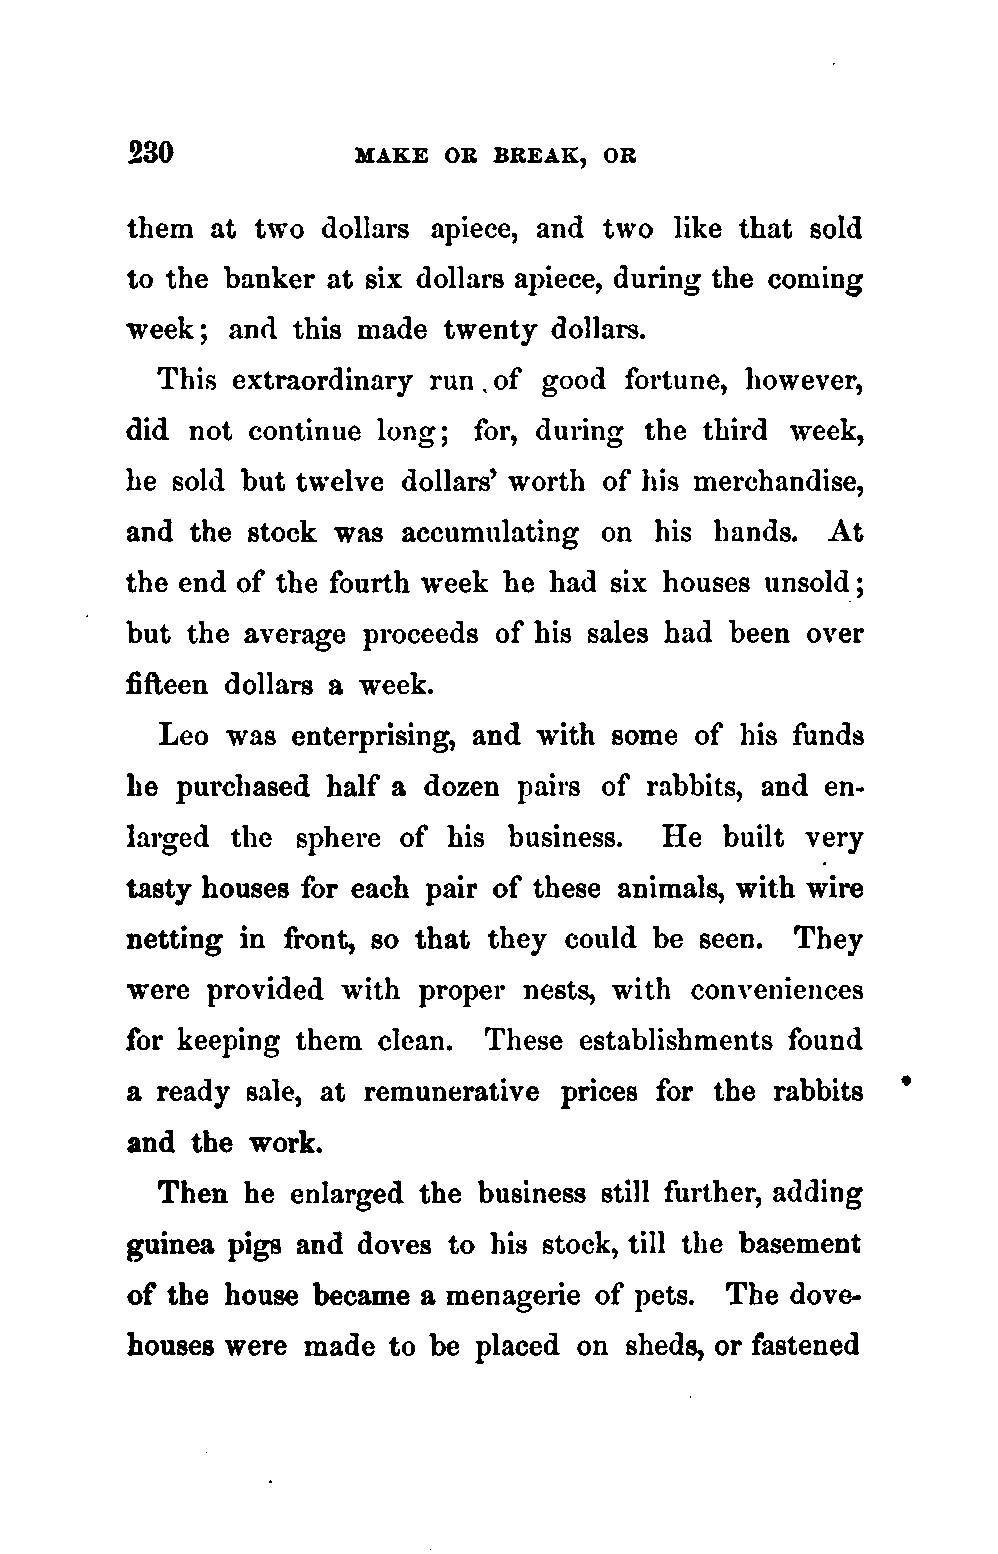 230 MAKE OR BREAK, OR
them at two dollars apiece, and two like that sold
to the banker at six dollars apiece, during the coming
week; and this made twenty dollars.
This extraordinary run of good fortune, however,
did not continue long; for, during the third week,
he sold but twelve dollars' worth of his merchandise,
and the stock was accumulating on his hands. At
the end of the fourth week he had six houses unsold;
but the average proceeds of his sales had been over
fifteen dollars a week.
Leo was enterprising, and with some of his funds
he purchased half a dozen pairs of rabbits, and en-
larged the sphere of his business. He built very
tasty houses for each pair of these animals, with wire
netting in front, so that they could be seen. They
were provided with proper nests, with conveniences
for keeping them clean. These establishments found
a ready sale, at remunerative prices for the rabbits
and the work.
Then he enlarged the business still further, adding
guinea pigs and doves to his stock, till the basement
of the house became a menagerie of pets. The dove-
houses were made to be placed on sheds, or fastened